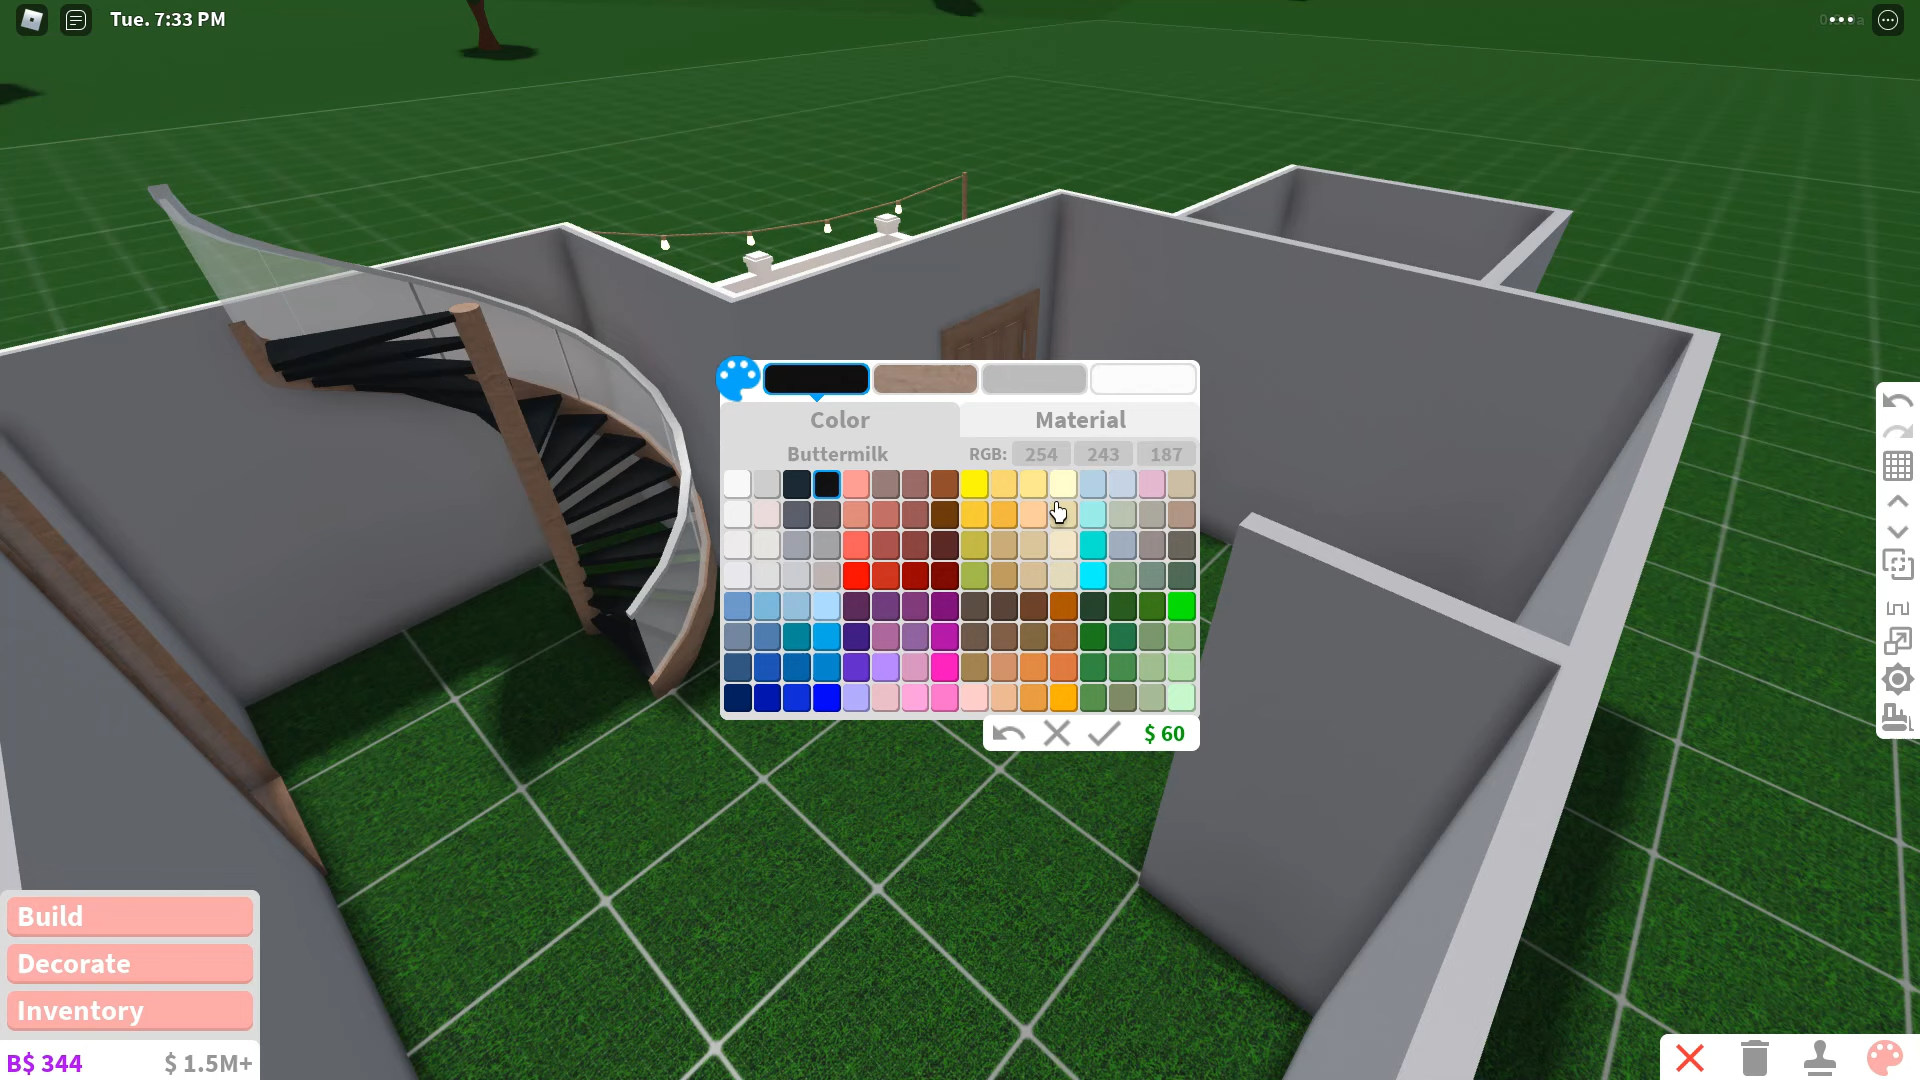 Tue. 7:33 PM
Color
Material
Buttermilk
RGB: 254 243 187
$ 60
Build
Decorate
Inventory
B$ 344
$ 1.5M+